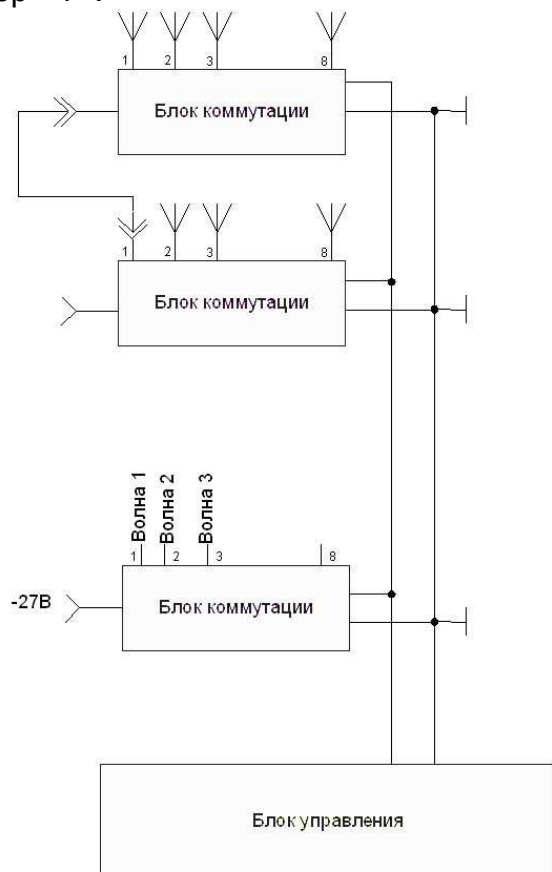 1 2 3 8
Блок коммутации
1 2 3 8
Блок коммутации
Волна 1
Волна 2
Волна 3
1 2 3 8
-27В
Блок коммутации
Блок управления